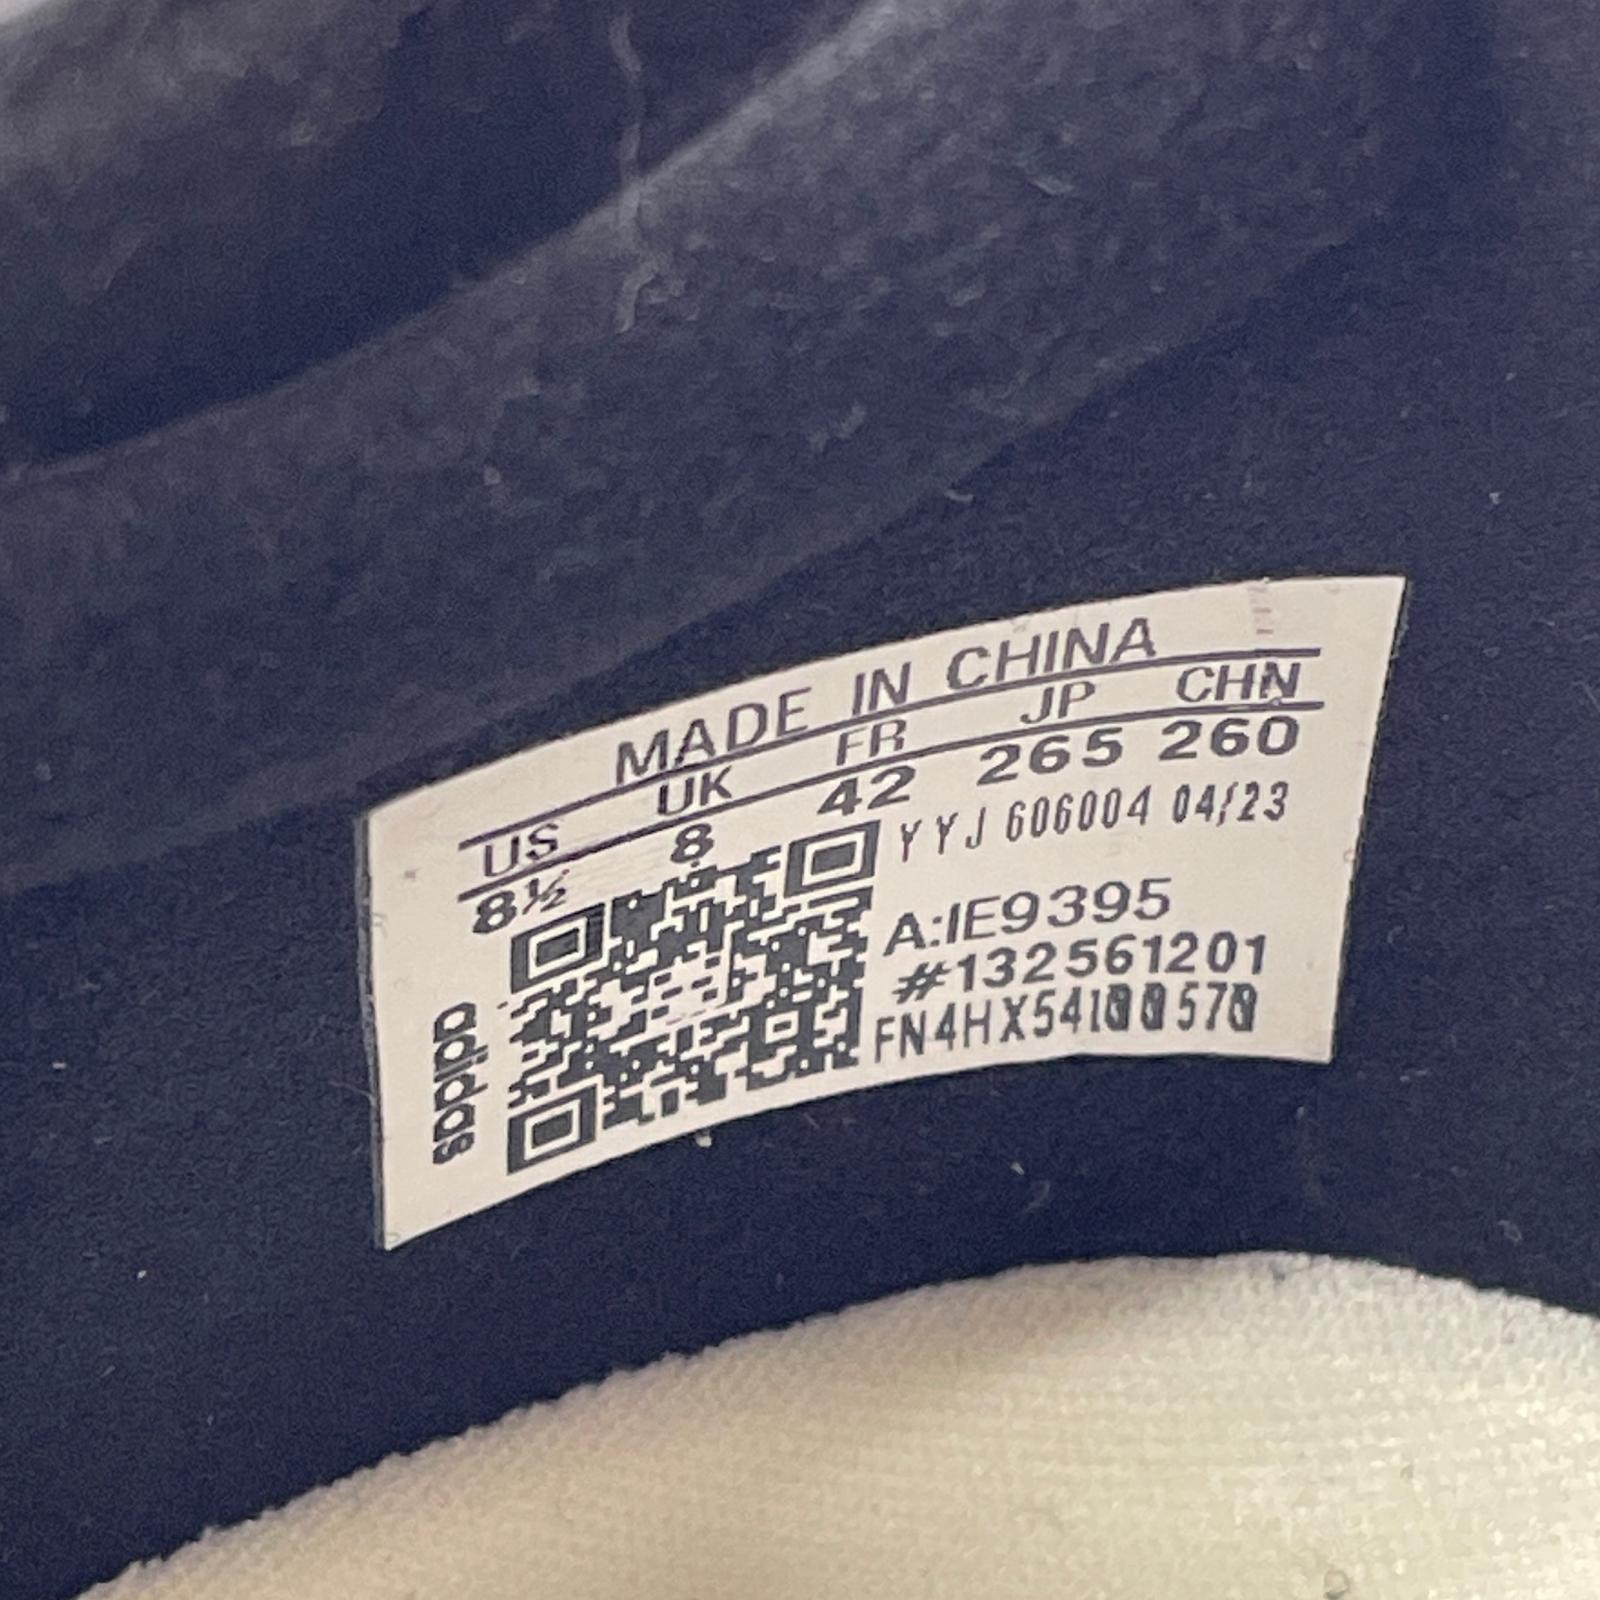 MADE IN CHINA
US UK FR JP CHN
8½ 8 42 265 260
YYJ 606004 04/23
A:IE9395
#132561201
FN4HX54100570
adidas